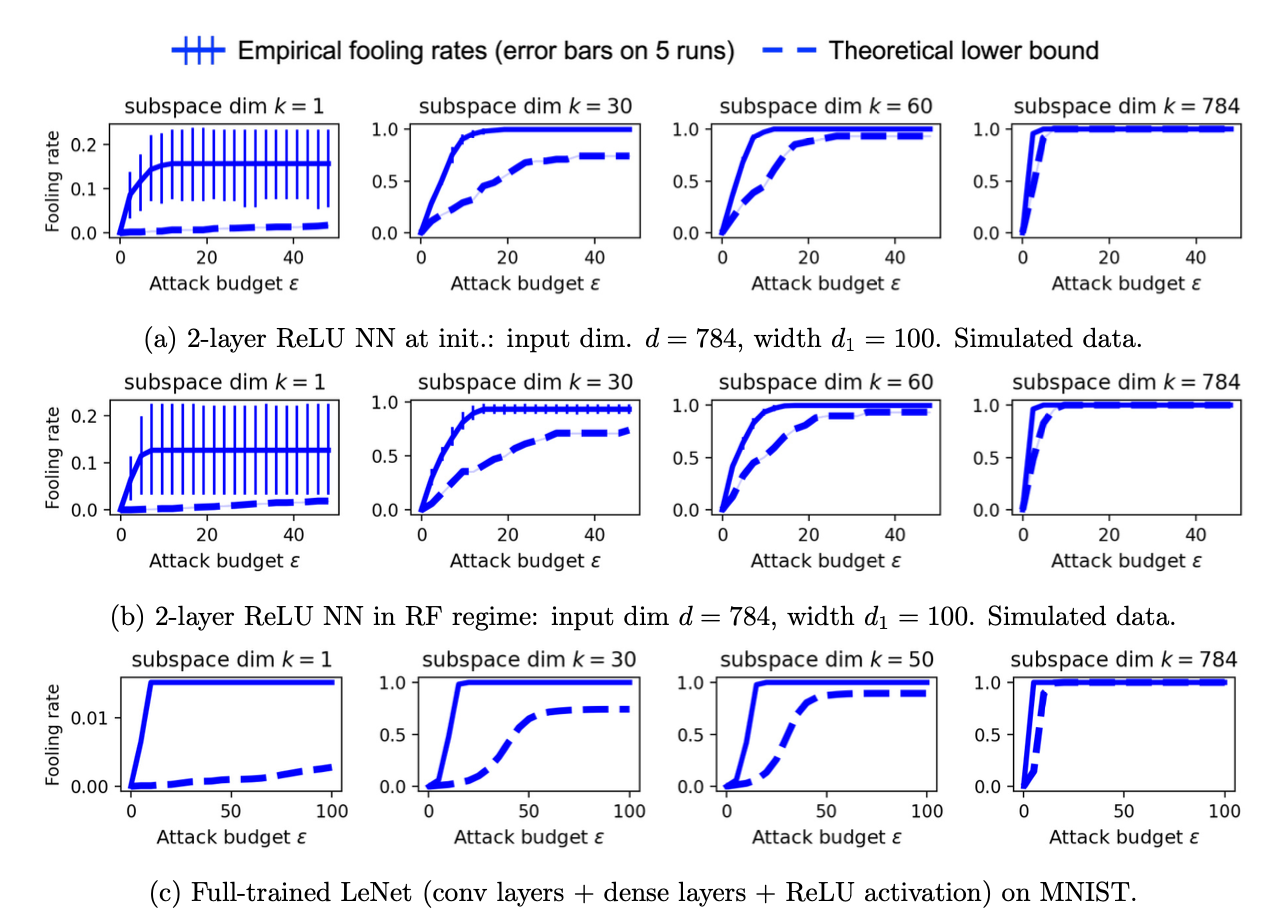 Empirical fooling rates (error bars on 5 runs) Theoretical lower bound
subspace dim k = 1 subspace dim k = 30 subspace dim k = 60 subspace dim k = 784
Fooling rate
0.2
0.1
0.0
1.0
0.5
0.0
1.0
0.5
0.0
1.0
0.5
0.0
0 20 40 0 20 40 0 20 40 0 20 40
Attack budget ε Attack budget ε Attack budget ε Attack budget ε
(a) 2-layer ReLU NN at init.: input dim. d = 784, width d₁ = 100. Simulated data.
subspace dim k = 1 subspace dim k = 30 subspace dim k = 60 subspace dim k = 784
Fooling rate
0.2
0.1
0.0
1.0
0.5
0.0
1.0
0.5
0.0
1.0
0.5
0.0
0 20 40 0 20 40 0 20 40 0 20 40
Attack budget ε Attack budget ε Attack budget ε Attack budget ε
(b) 2-layer ReLU NN in RF regime: input dim d = 784, width d₁ = 100. Simulated data.
subspace dim k = 1 subspace dim k = 30 subspace dim k = 50 subspace dim k = 784
Fooling rate
0.01
0.00
1.0
0.5
0.0
1.0
0.5
0.0
1.0
0.5
0.0
0 50 100 0 50 100 0 50 100 0 50 100
Attack budget ε Attack budget ε Attack budget ε Attack budget ε
(c) Full-trained LeNet (conv layers + dense layers + ReLU activation) on MNIST.